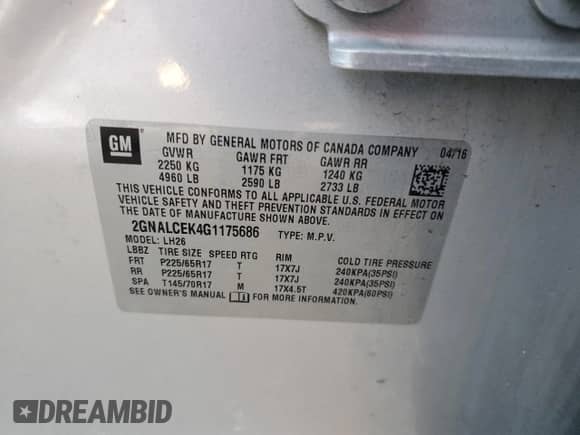 GM
MFD BY GENERAL MOTORS OF CANADA COMPANY 04/16
GVWR GAWR FRT GAWR RR
2250 KG 1175 KG 1240 KG
4960 LB 2590 LB 2733 LB
THIS VEHICLE CONFORMS TO ALL APPLICABLE U.S. FEDERAL MOTOR
VEHICLE SAFETY AND THEFT PREVENTION STANDARDS IN EFFECT ON
THE DATE OF MANUFACTURE SHOWN ABOVE.
2GNALCEK4G1175686 TYPE: M.P.V.
MODEL: LH26
LBBZ TIRE SIZE SPEED RTG RIM COLD TIRE PRESSURE
FRT P225/65R17 T 17X7J 240KPA(35PSI)
RR P225/65R17 T 17X7J 240KPA(35PSI)
SPA T145/70R17 M 17X4.5T 420KPA(60PSI)
SEE OWNER'S MANUAL i FOR MORE INFORMATION.
DREAMBID